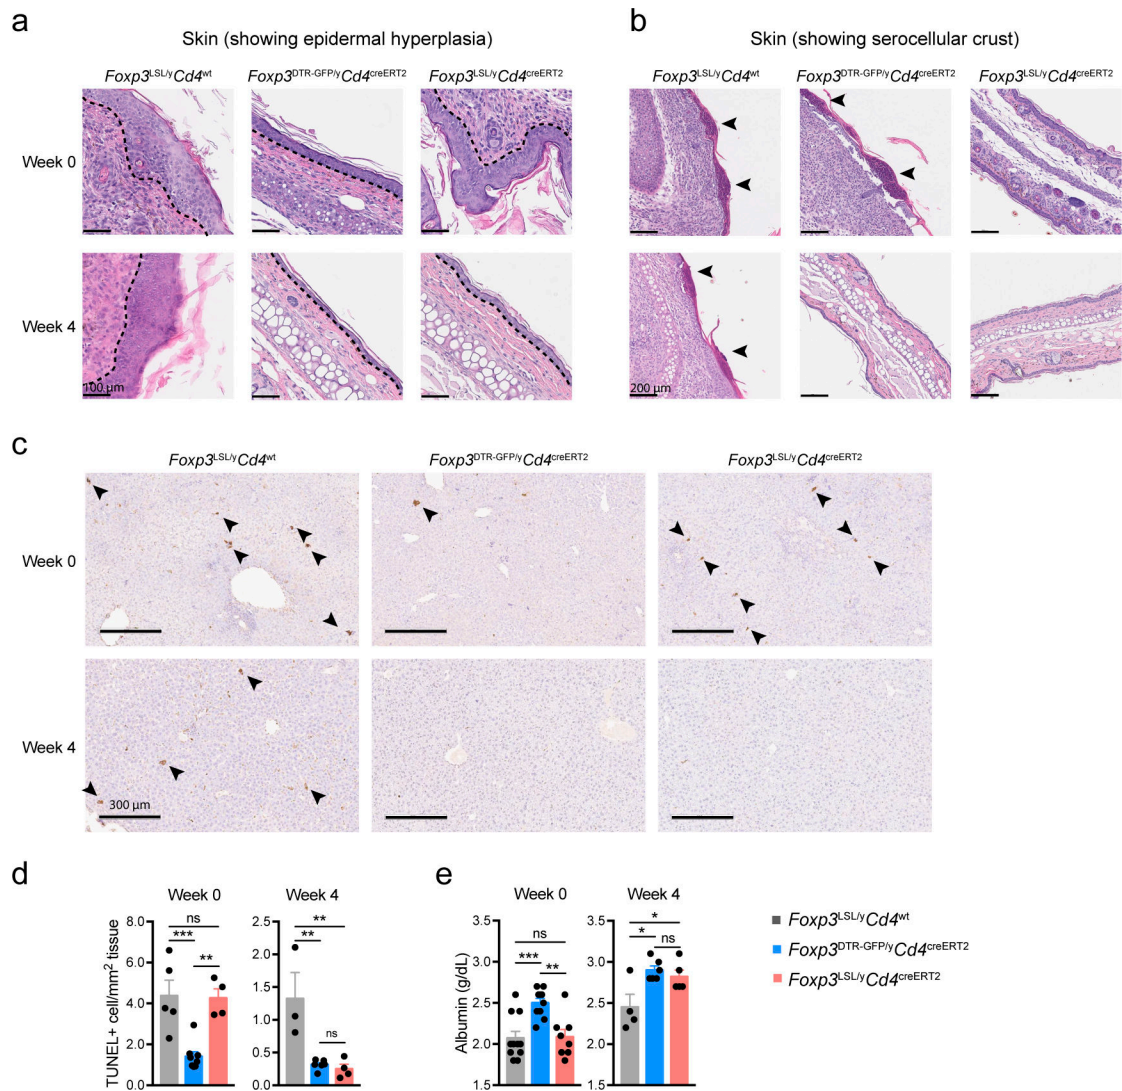 a
Skin (showing epidermal hyperplasia)
Foxp3LSL/yCd4wt
Foxp3DTR-GFP/yCd4creERT2
Foxp3LSL/yCd4creERT2
Week 0
Week 4
100 µm
b
Skin (showing serocellular crust)
Foxp3LSL/yCd4wt
Foxp3DTR-GFP/yCd4creERT2
Foxp3LSL/yCd4creERT2
200 µm
c
Foxp3LSL/yCd4wt
Foxp3DTR-GFP/yCd4creERT2
Foxp3LSL/yCd4creERT2
Week 0
Week 4
300 µm
d
Week 0
TUNEL+ cell/mm2 tissue
8.0
6.0
4.0
2.0
0.0
ns
***
**
Week 4
2.5
2.0
1.5
1.0
0.5
0.0
**
**
ns
e
Week 0
Albumin (g/dL)
3.5
3.0
2.5
2.0
1.5
ns
***
**
Week 4
3.5
3.0
2.5
2.0
1.5
*
*
ns
Foxp3LSL/yCd4wt
Foxp3DTR-GFP/yCd4creERT2
Foxp3LSL/yCd4creERT2